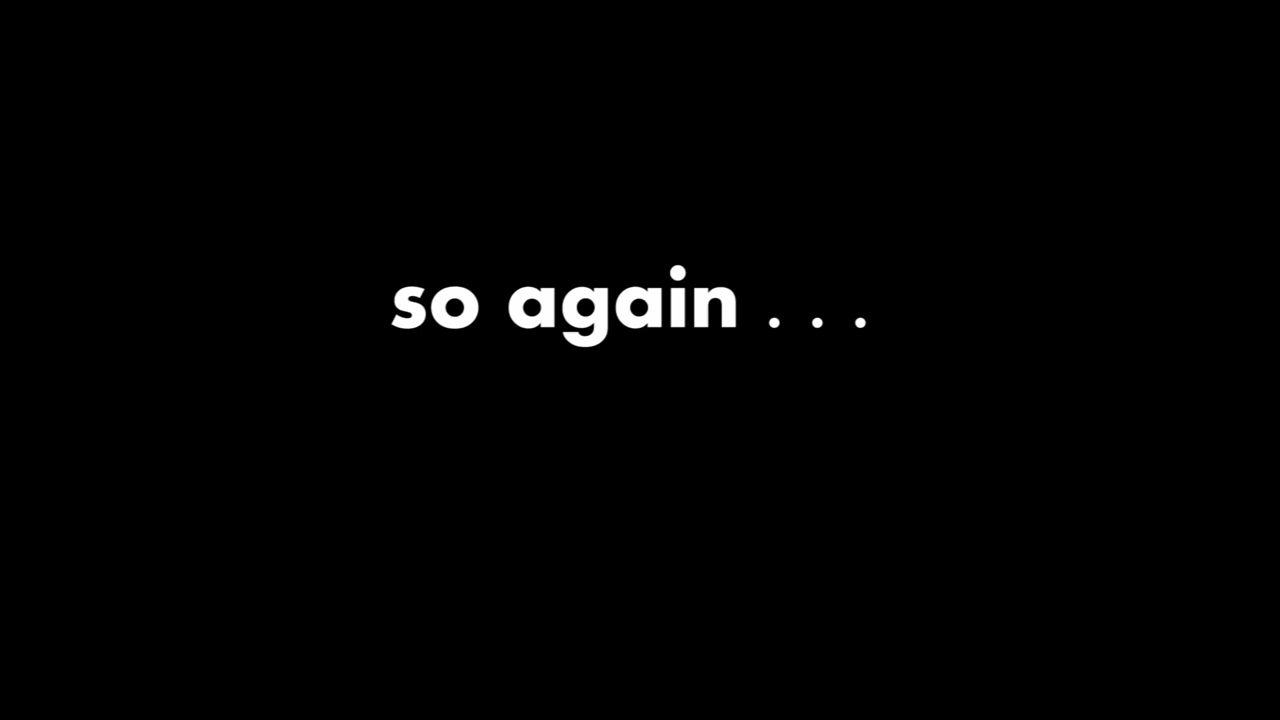 so again . . .